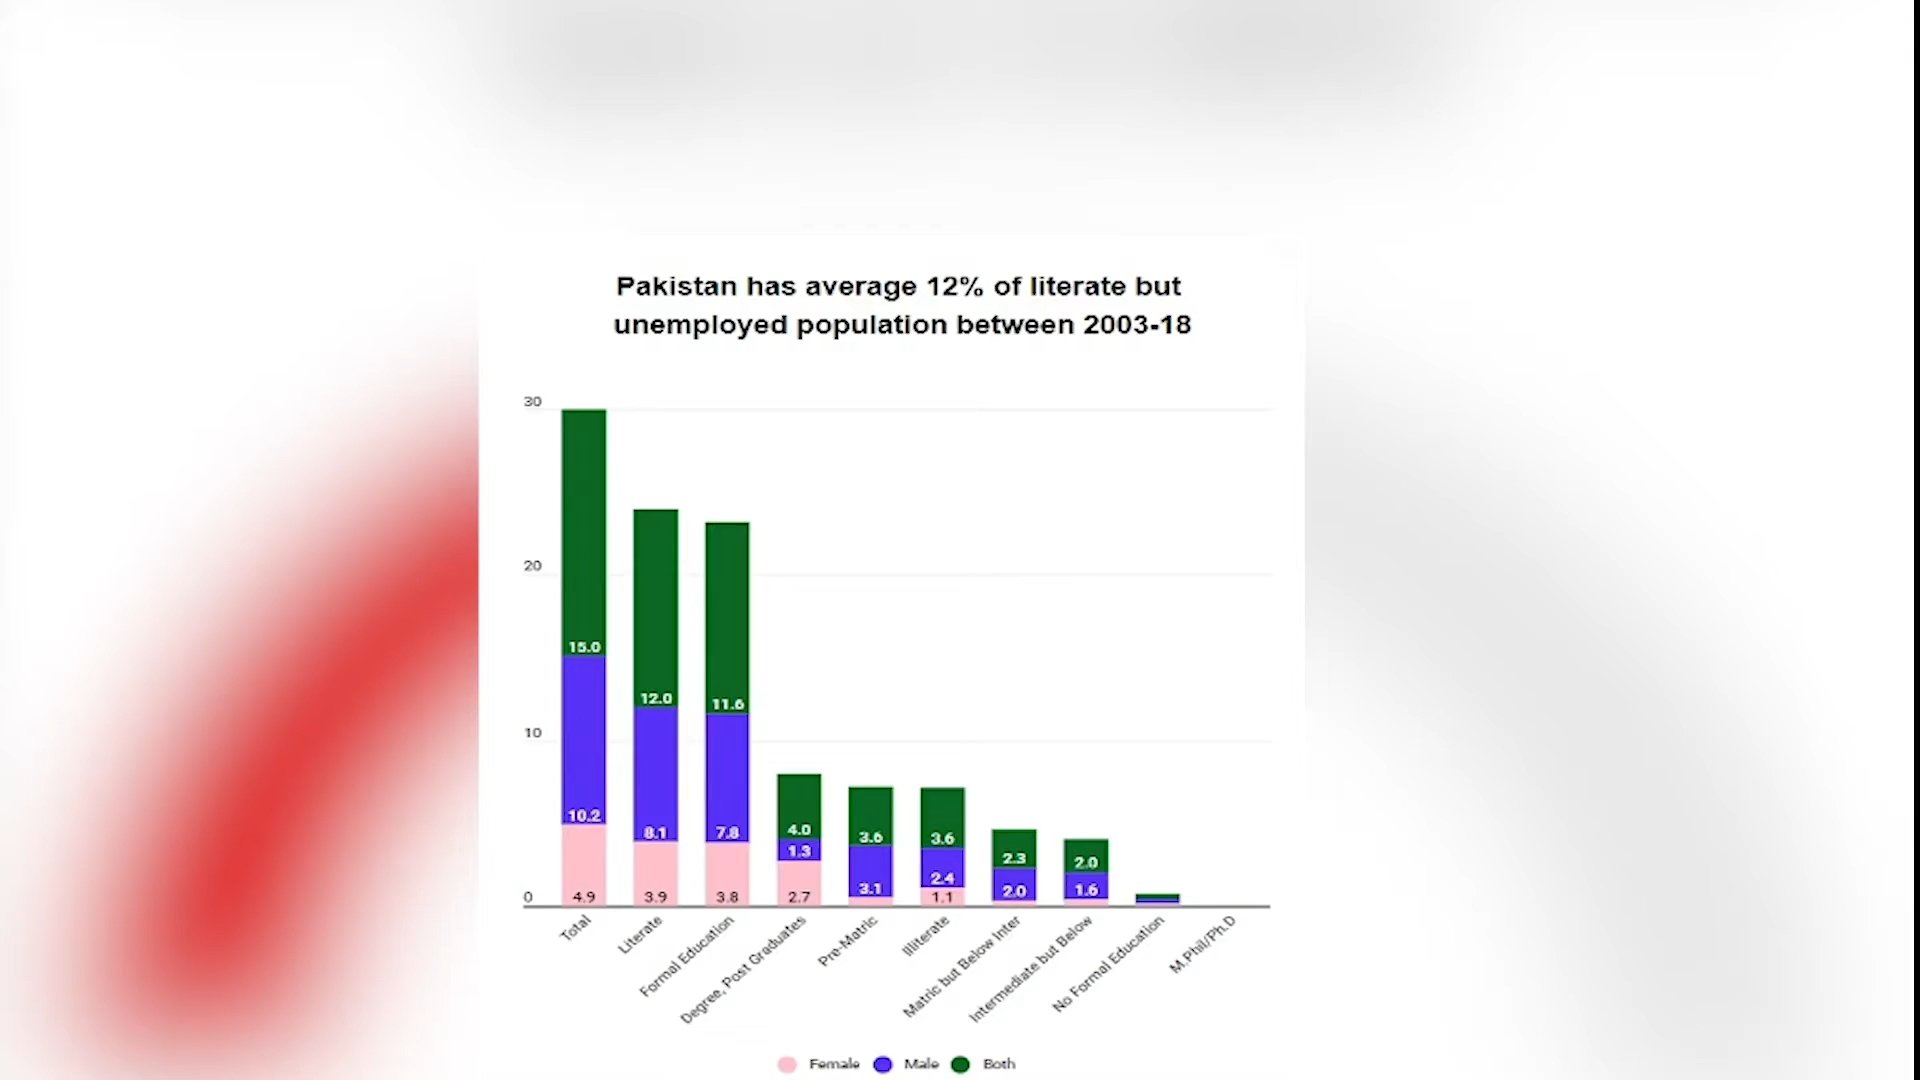 Pakistan has average 12% of literate but
unemployed population between 2003-18
30
20
10
0
15.0
10.2
4.9
12.0
8.1
3.9
11.6
7.8
3.8
4.0
1.3
2.7
3.6
3.1
3.6
2.4
1.1
2.3
2.0
2.0
1.6
Total
Literate
Formal Education
Degree, Post Graduates
Pre-Matric
Illiterate
Matric but Below Inter
Intermediate but Below
No Formal Education
M.Phil/Ph.D
Female Male Both